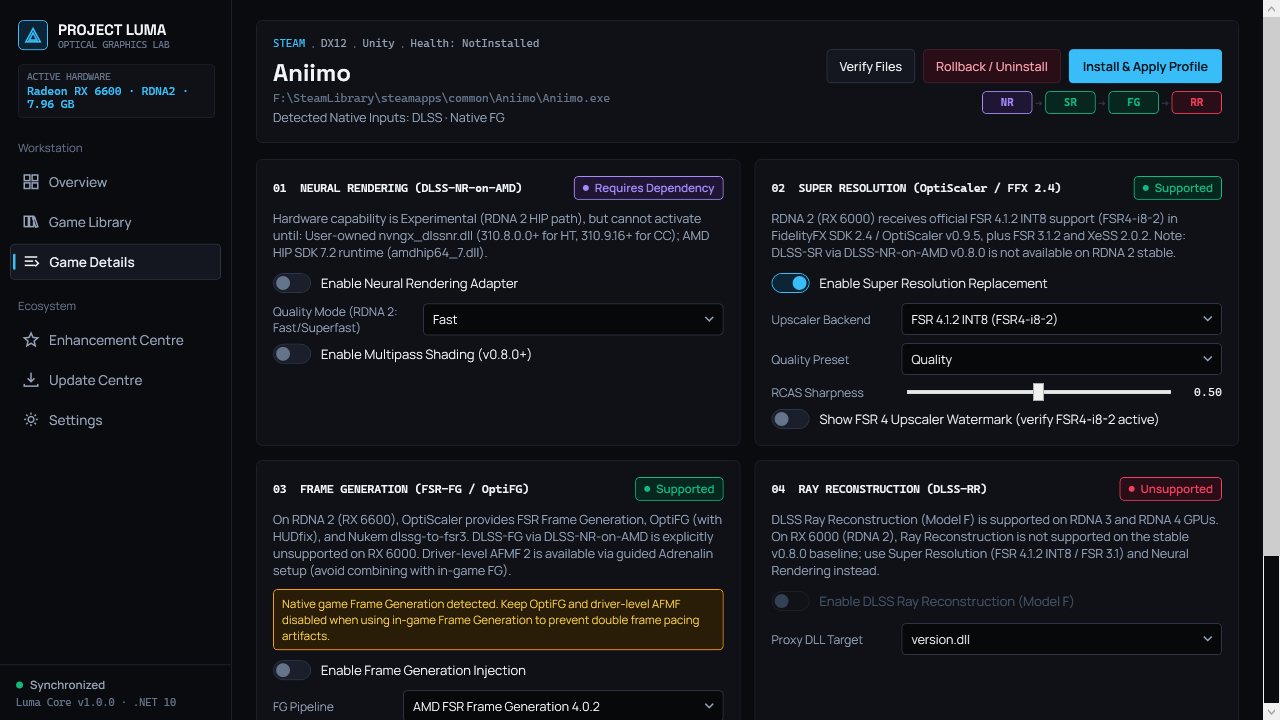 PROJECT LUMA
OPTICAL GRAPHICS LAB
ACTIVE HARDWARE
Radeon RX 6600 · RDNA2 ·
7.96 GB
Workstation
Overview
Game Library
Game Details
Ecosystem
Enhancement Centre
Update Centre
Settings
Synchronized
Luma Core v1.0.0 · .NET 10
STEAM . DX12 . Unity . Health: NotInstalled
Aniimo
F:\SteamLibrary\steamapps\common\Aniimo\Aniimo.exe
Detected Native Inputs: DLSS · Native FG
Verify Files
Rollback / Uninstall
Install & Apply Profile
NR → SR → FG → RR
01 NEURAL RENDERING (DLSS-NR-on-AMD)
Requires Dependency
Hardware capability is Experimental (RDNA 2 HIP path), but cannot activate
until: User-owned nvngx_dlssnr.dll (310.8.0.0+ for HT, 310.9.16+ for CC); AMD
HIP SDK 7.2 runtime (amdhip64_7.dll).
Enable Neural Rendering Adapter
Quality Mode (RDNA 2:
Fast/Superfast)
Fast
Enable Multipass Shading (v0.8.0+)
02 SUPER RESOLUTION (OptiScaler / FFX 2.4)
Supported
RDNA 2 (RX 6000) receives official FSR 4.1.2 INT8 support (FSR4-i8-2) in
FidelityFX SDK 2.4 / OptiScaler v0.9.5, plus FSR 3.1.2 and XeSS 2.0.2. Note:
DLSS-SR via DLSS-NR-on-AMD v0.8.0 is not available on RDNA 2 stable.
Enable Super Resolution Replacement
Upscaler Backend
FSR 4.1.2 INT8 (FSR4-i8-2)
Quality Preset
Quality
RCAS Sharpness
0.50
Show FSR 4 Upscaler Watermark (verify FSR4-i8-2 active)
03 FRAME GENERATION (FSR-FG / OptiFG)
Supported
On RDNA 2 (RX 6600), OptiScaler provides FSR Frame Generation, OptiFG (with
HUDfix), and Nukem dlssg-to-fsr3. DLSS-FG via DLSS-NR-on-AMD is explicitly
unsupported on RX 6000. Driver-level AFMF 2 is available via guided Adrenalin
setup (avoid combining with in-game FG).
Native game Frame Generation detected. Keep OptiFG and driver-level AFMF
disabled when using in-game Frame Generation to prevent double frame pacing
artifacts.
Enable Frame Generation Injection
FG Pipeline
AMD FSR Frame Generation 4.0.2
04 RAY RECONSTRUCTION (DLSS-RR)
Unsupported
DLSS Ray Reconstruction (Model F) is supported on RDNA 3 and RDNA 4 GPUs.
On RX 6000 (RDNA 2), Ray Reconstruction is not supported on the stable
v0.8.0 baseline; use Super Resolution (FSR 4.1.2 INT8 / FSR 3.1) and Neural
Rendering instead.
Enable DLSS Ray Reconstruction (Model F)
Proxy DLL Target
version.dll